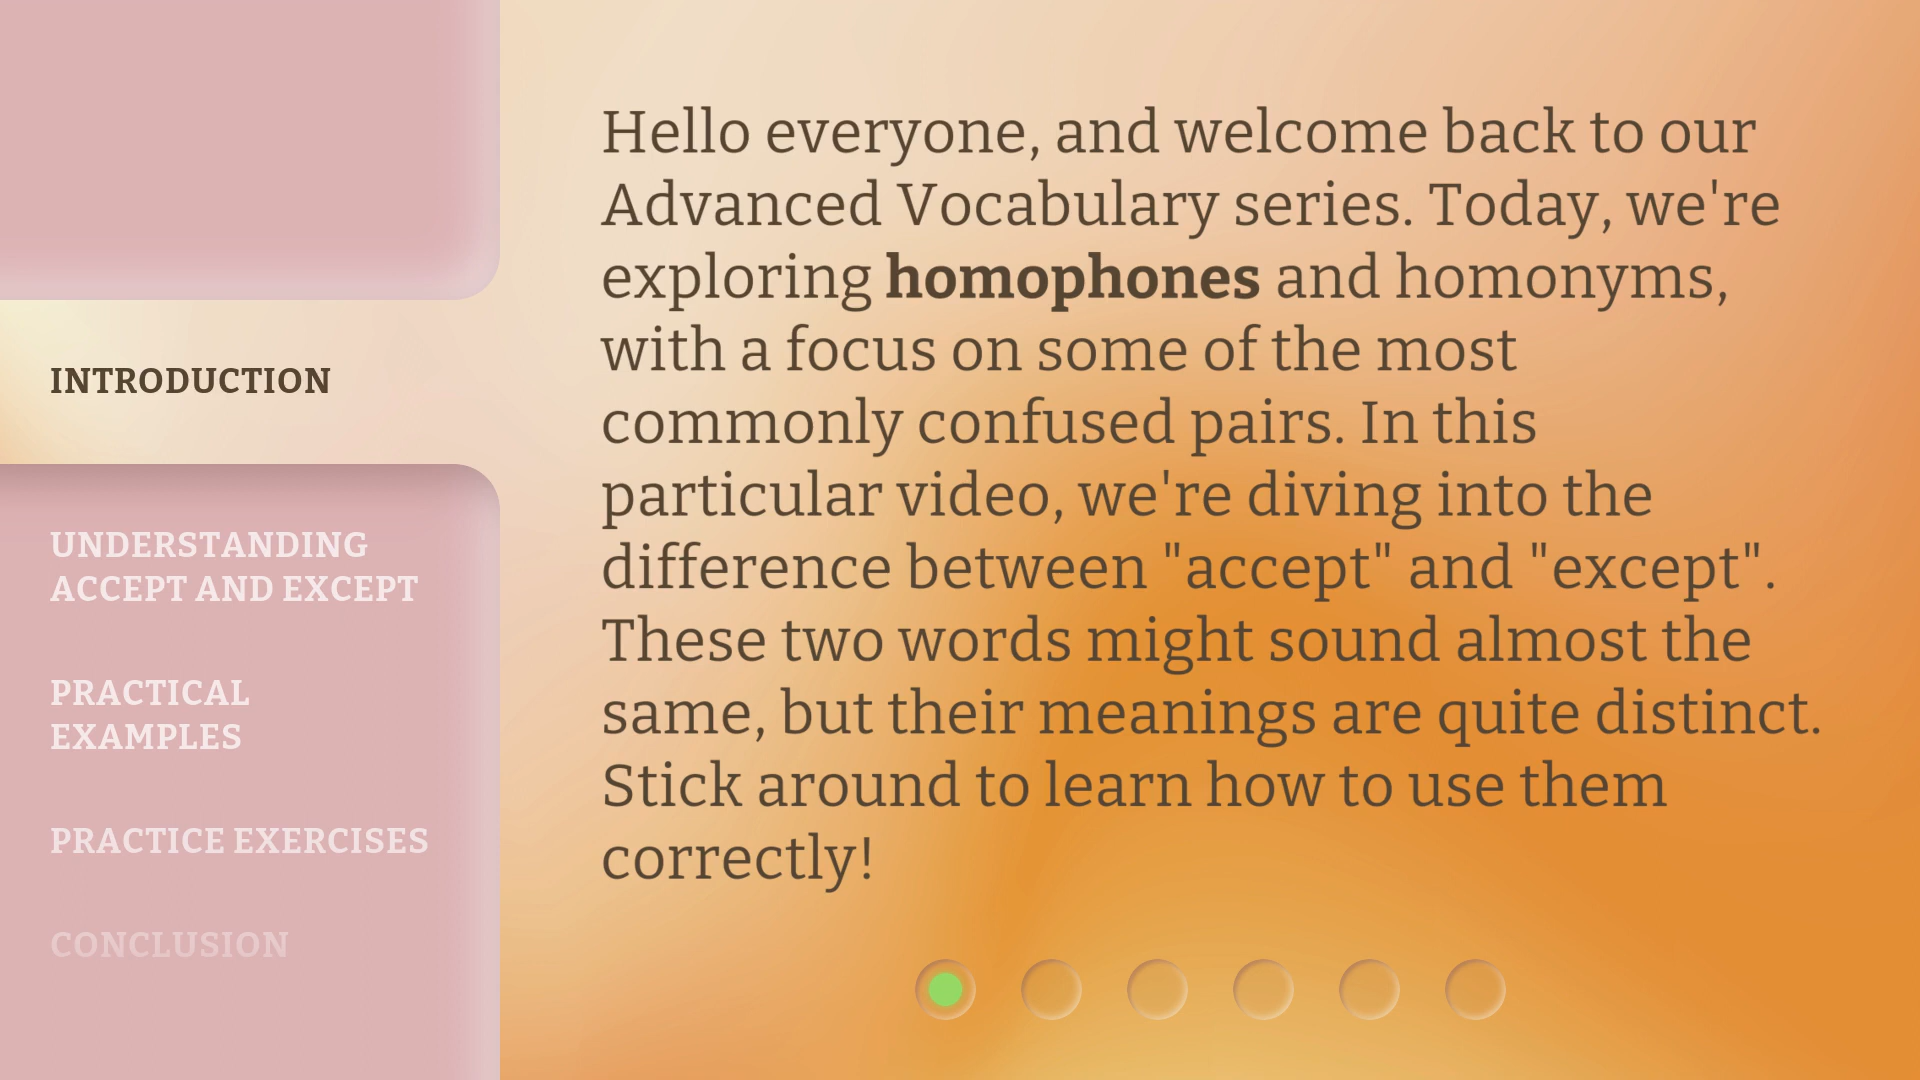 INTRODUCTION
UNDERSTANDING
ACCEPT AND EXCEPT
PRACTICAL
EXAMPLES
PRACTICE EXERCISES
CONCLUSION
Hello everyone, and welcome back to our
Advanced Vocabulary series. Today, we're
exploring homophones and homonyms,
with a focus on some of the most
commonly confused pairs. In this
particular video, we're diving into the
difference between "accept" and "except".
These two words might sound almost the
same, but their meanings are quite distinct.
Stick around to learn how to use them
correctly!